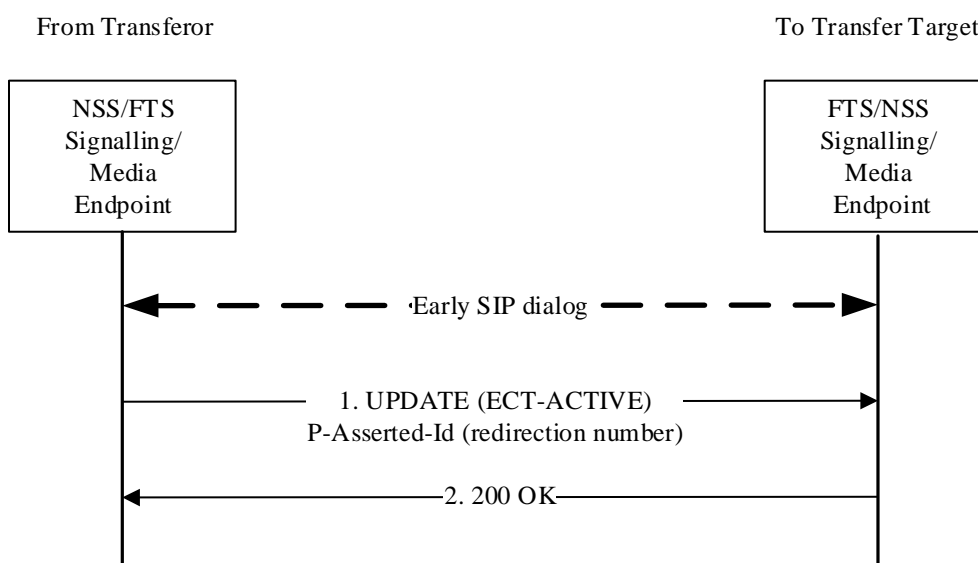 From Transferor
To Transfer Target
NSS/FTS
Signalling/
Media
Endpoint
FTS/NSS
Signalling/
Media
Endpoint
Early SIP dialog
1. UPDATE (ECT-ACTIVE)
P-Asserted-Id (redirection number)
2. 200 OK